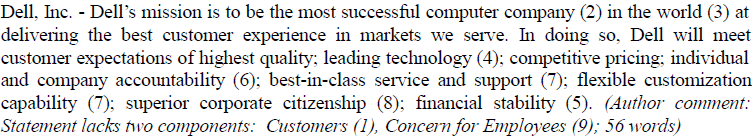 Dell, Inc. - Dell's mission is to be the most successful computer company (2) in the world (3) at
delivering the best customer experience in markets we serve. In doing so, Dell will meet
customer expectations of highest quality; leading technology (4); competitive pricing; individual
and company accountability (6); best-in-class service and support (7); flexible customization
capability (7); superior corporate citizenship (8); financial stability (5). (Author comment:
Statement lacks two components: Customers (1), Concern for Employees (9); 56 words)